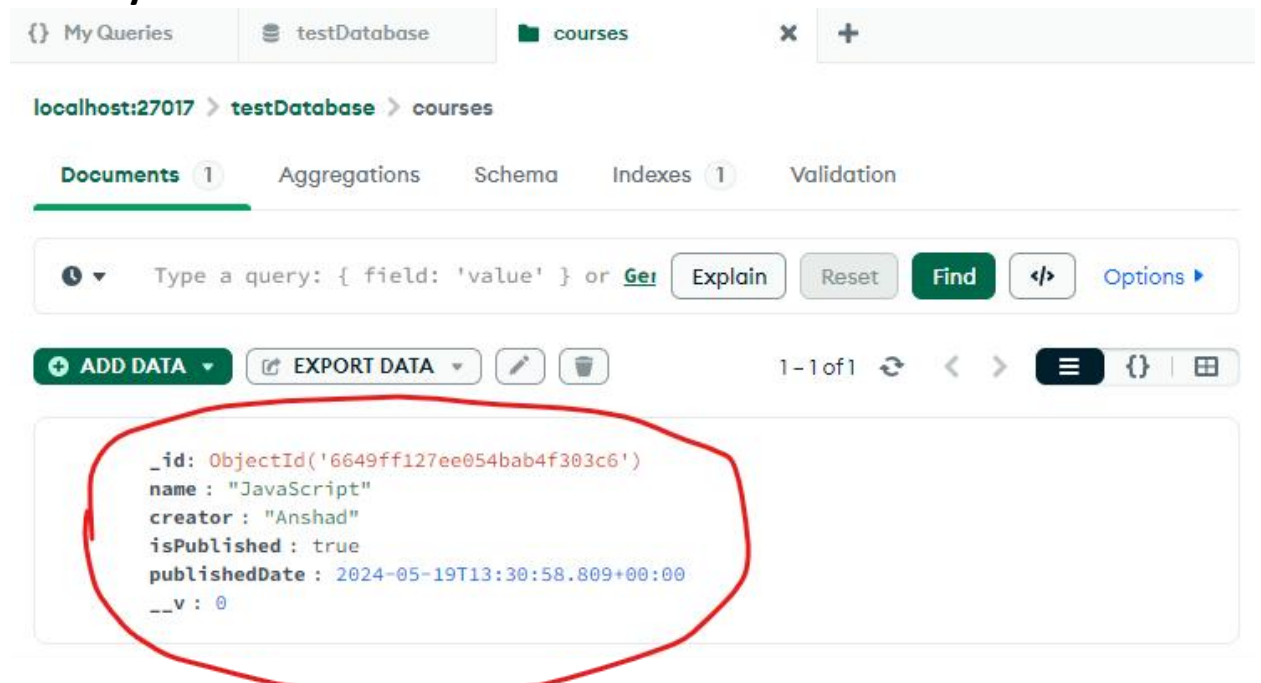 {} My Queries testDatabase courses
localhost:27017 > testDatabase > courses
Documents 1 Aggregations Schema Indexes 1 Validation
Type a query: { field: 'value' } or Ger Explain Reset Find </> Options
ADD DATA EXPORT DATA 1-1 of 1 {}
_id: ObjectId('6649ff127ee054bab4f303c6')
name : "JavaScript"
creator : "Anshad"
isPublished : true
publishedDate : 2024-05-19T13:30:58.809+00:00
__v : 0